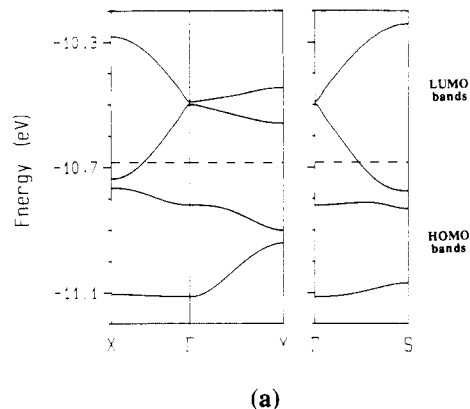 -10.3
-10.7
-11.1
Energy (eV)
LUMO
bands
HOMO
bands
X
Γ
Y
Γ
S
(a)